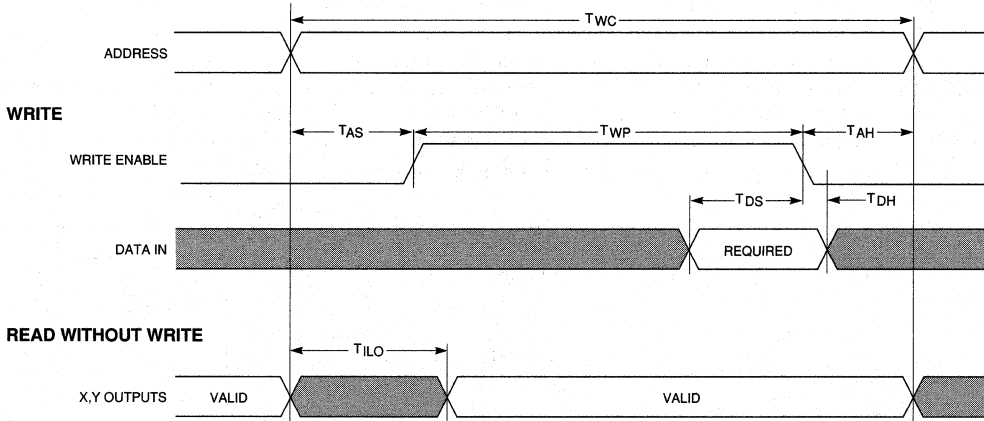 TWC
ADDRESS
WRITE
TAS TWP TAH
WRITE ENABLE
TDS TDH
DATA IN REQUIRED
READ WITHOUT WRITE
TILO
X,Y OUTPUTS VALID VALID